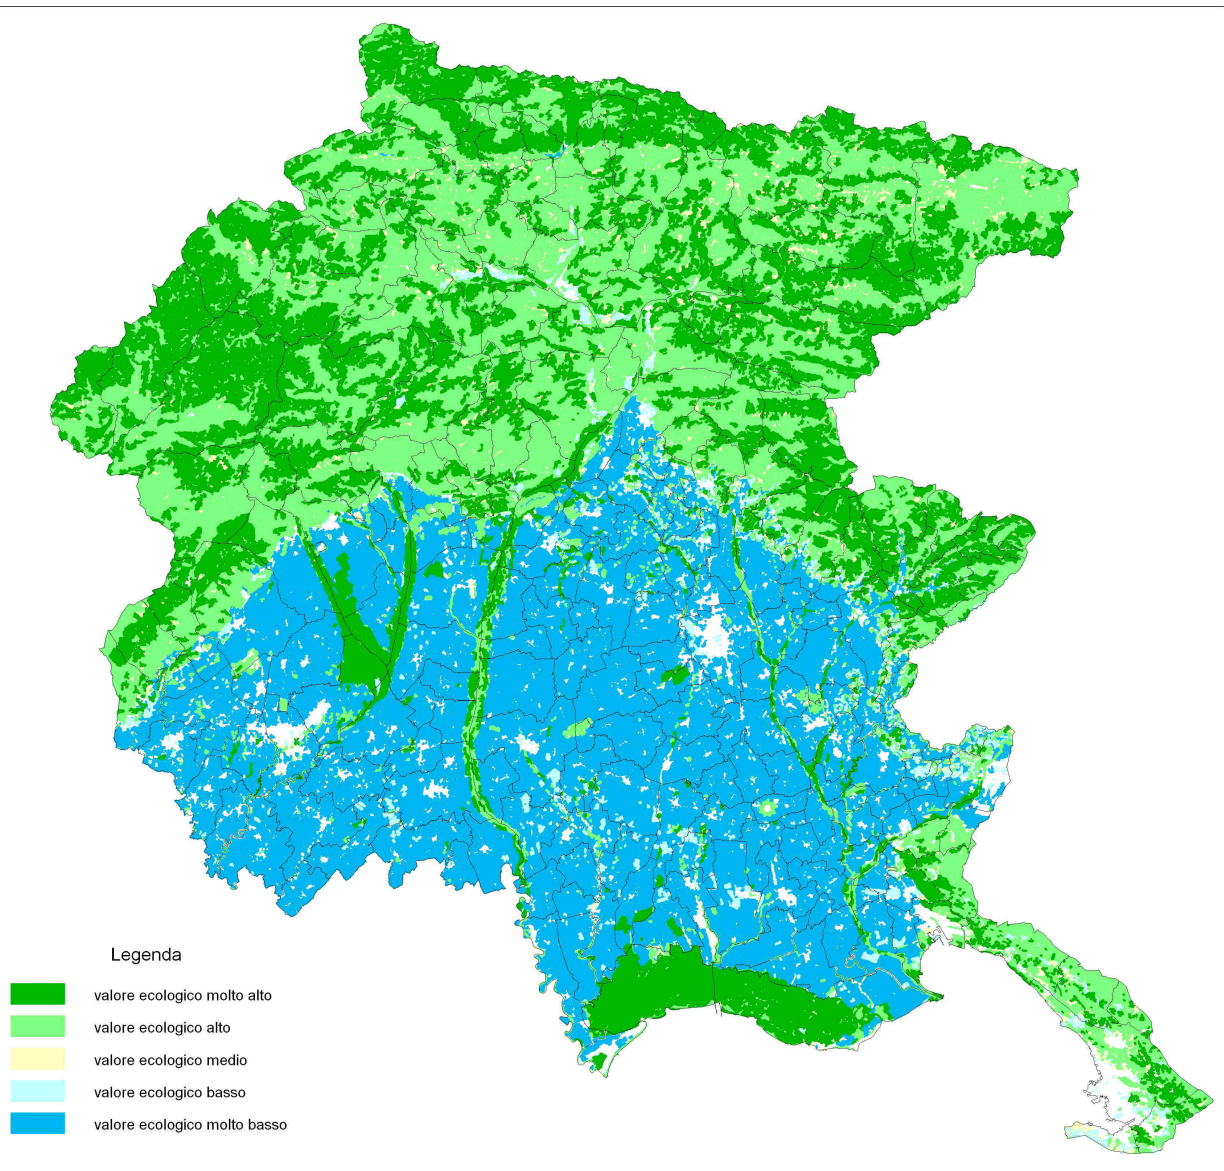 Legenda
valore ecologico molto alto
valore ecologico alto
valore ecologico medio
valore ecologico basso
valore ecologico molto basso